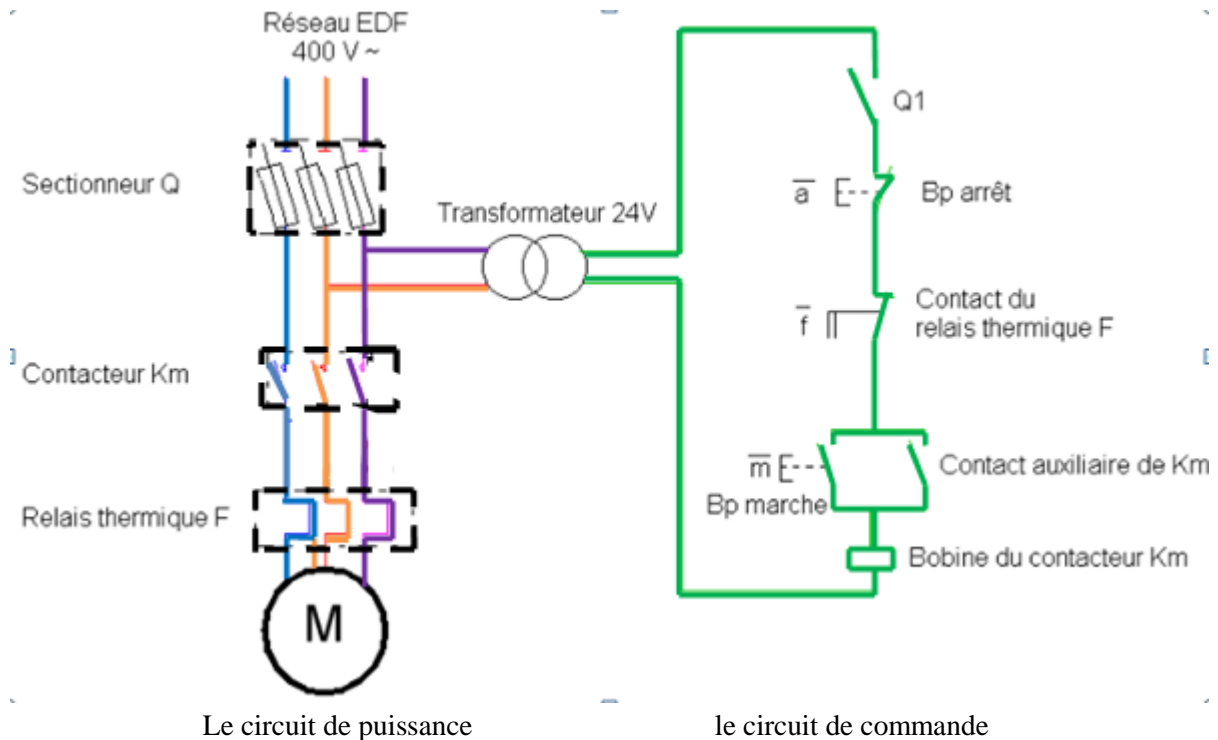 Réseau EDF
400 V ~
Sectionneur Q
Transformateur 24V
Contacteur Km
Relais thermique F
M
Q1
a̅
Bp arrêt
f̅
Contact du
relais thermique F
m̅
Bp marche
Contact auxiliaire de Km
Bobine du contacteur Km
Le circuit de puissance
le circuit de commande